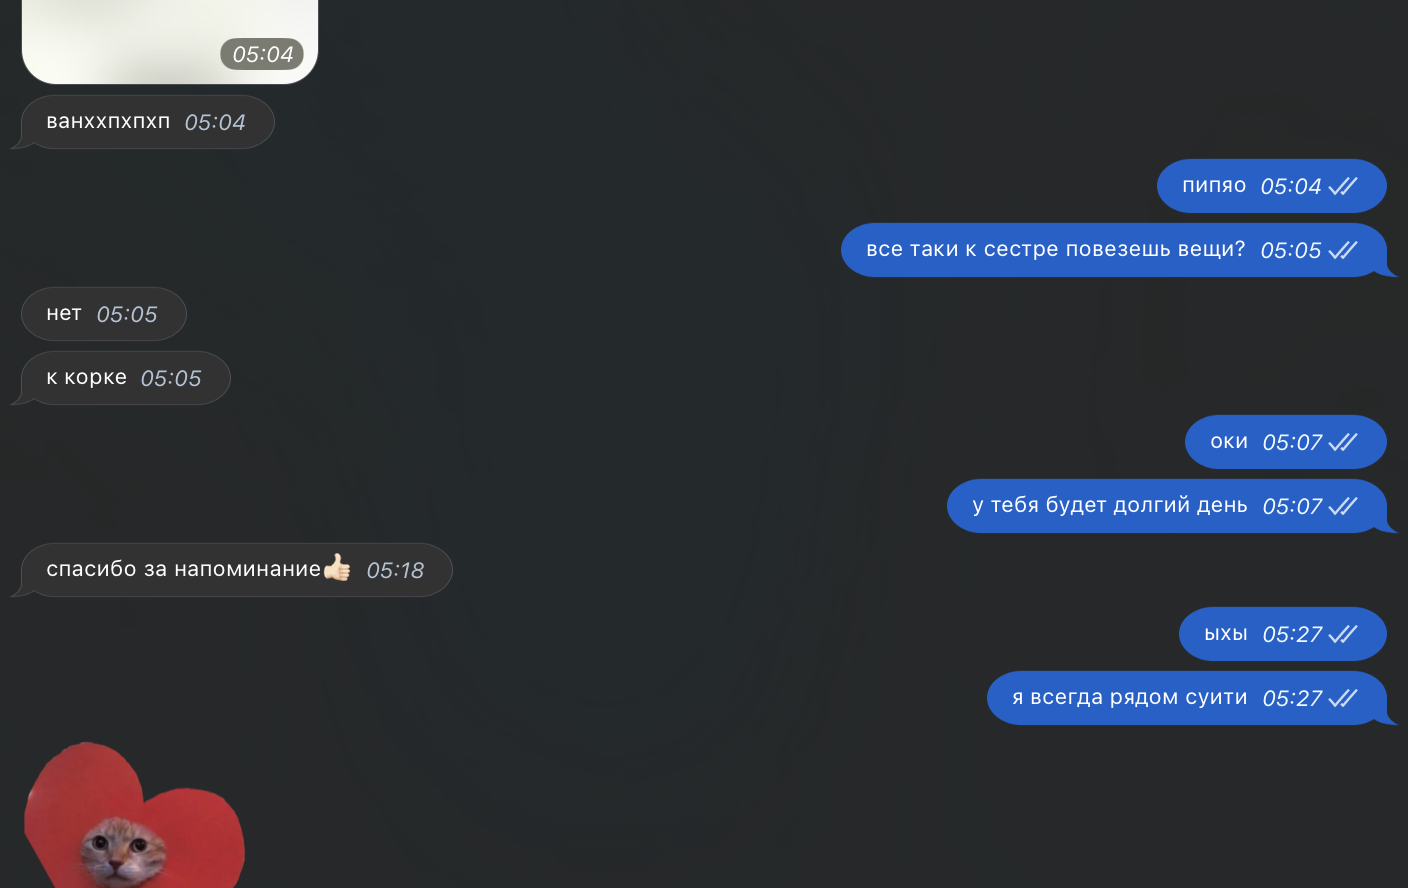 05:04
ванххпхпхп 05:04
пипяо 05:04
все таки к сестре повезешь вещи? 05:05
нет 05:05
к корке 05:05
оки 05:07
у тебя будет долгий день 05:07
спасибо за напоминание👍🏻 05:18
ыхы 05:27
я всегда рядом суити 05:27